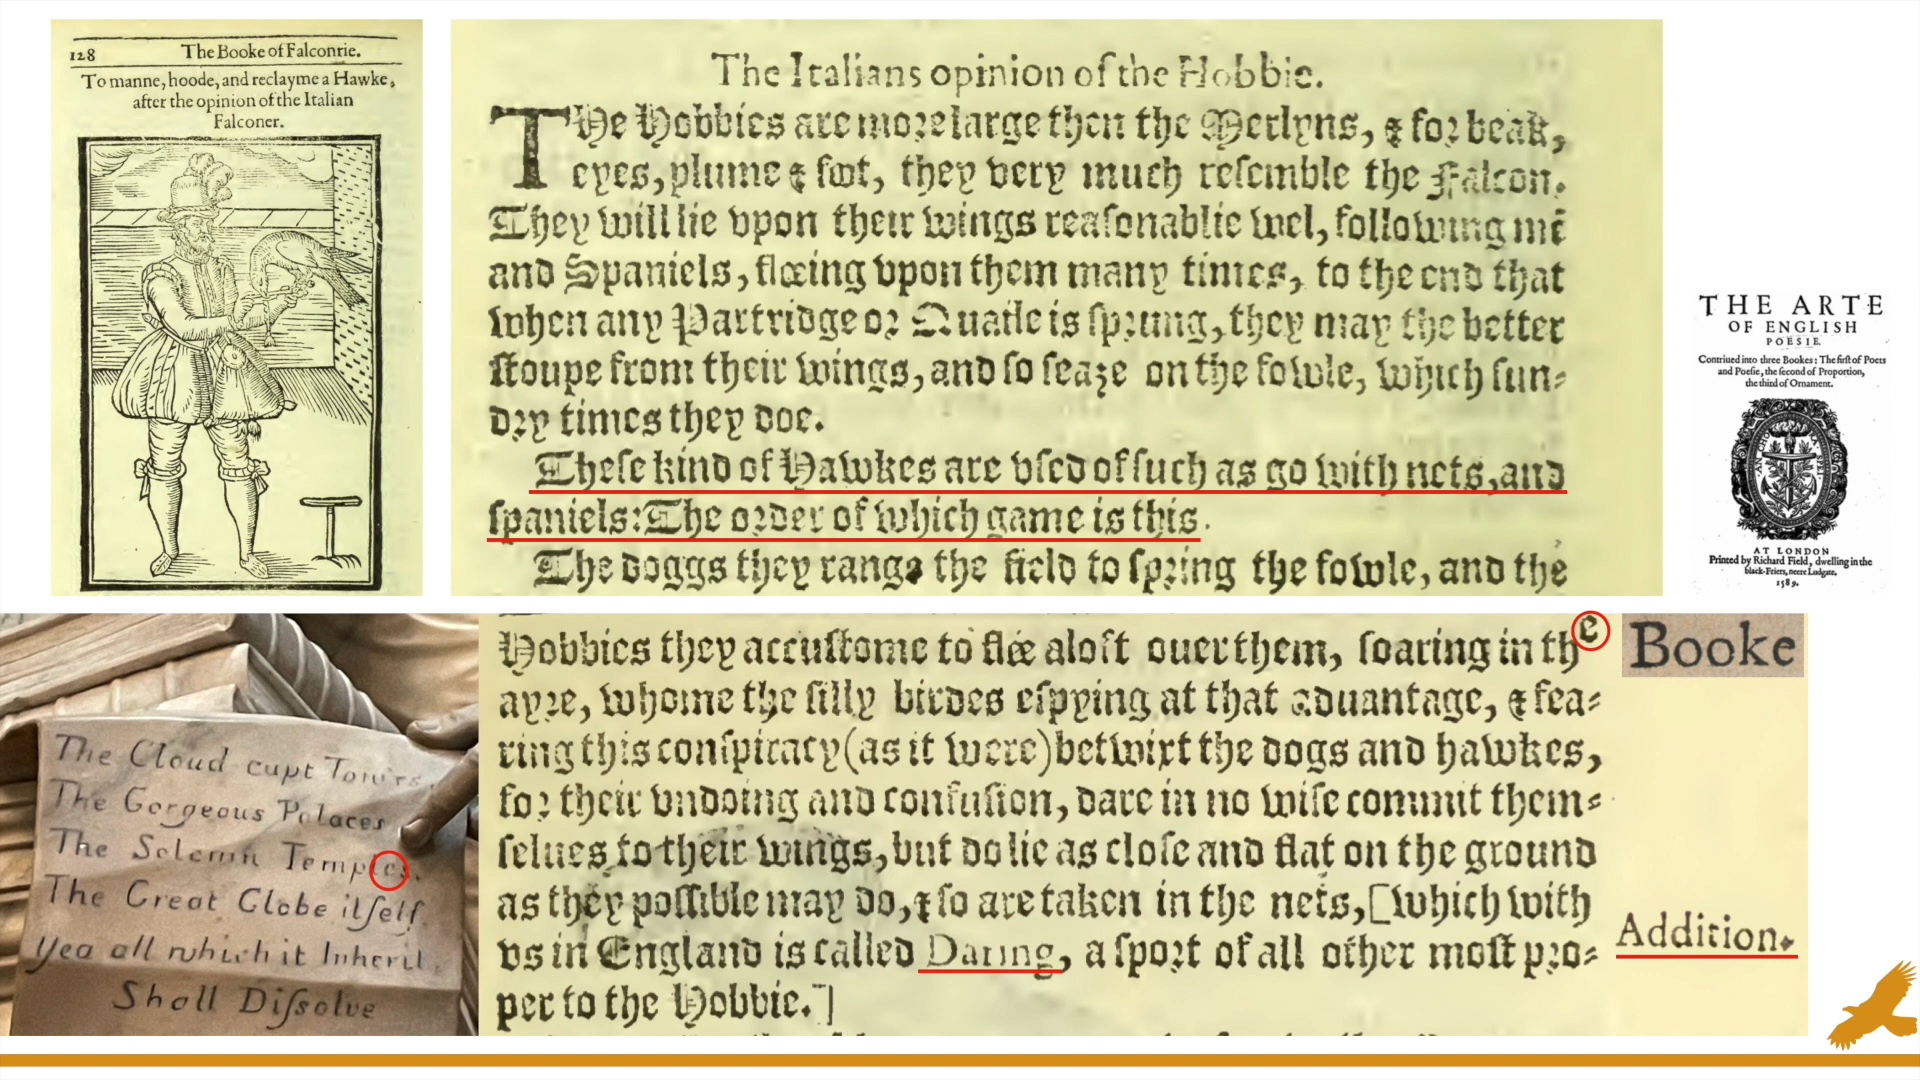 128 The Booke of Falconrie.
To manne, hoode, and reclayme a Hawke,
after the opinion of the Italian
Falconer.
The Italians opinion of the Hobbie.
THe Hobbies are more large then the Merlyns, & for beak,
eyes, plume & foot, they very much resemble the Falcon.
They will lie vpon their wings reasonablie wel, following mē
and Spaniels, fleeing vpon them many times, to the end that
when any Partridge or Quaile is sprung, they may the better
stoupe from their wings, and so seaze on the fowle, which sun-
dry times they doe.
These kind of Hawkes are vsed of such as go with nets, and
spaniels: The order of which game is this.
The doggs they range the field to spring the fowle, and the
Hobbies they accustome to flee aloft ouer them, soaring in the
ayre, whome the silly birdes espying at that aduantage, & fea-
ring this conspiracy (as it were) betwixt the dogs and hawkes,
for their vndoing and confusion, dare in no wise commit them-
selues to their wings, but do lie as close and flat on the ground
as they possible may do, & so are taken in the nets, [which with
vs in England is called Daring, a sport of all other most pro-
per to the Hobbie.]
Booke
Addition.
THE ARTE
OF ENGLISH
POESIE.
Contriued into three Bookes: The first of Poets
and Poesie, the second of Proportion,
the third of Ornament.
AT LONDON
Printed by Richard Field, dwelling in the
black-Friers, neere Ludgate.
1589.
The Cloud cupt Tow'rs,
The Gorgeous Palaces
The Solemn Temples,
The Great Globe itſelf,
Yea all which it Inherit,
Shall Diſsolve